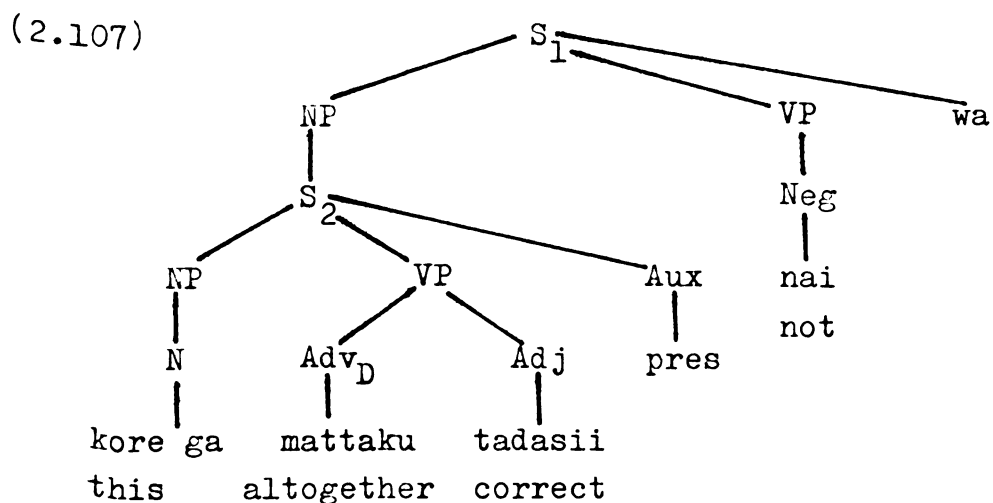 (2.107)
S1
NP VP wa
S2 Neg
NP VP Aux nai
not
N AdvD Adj pres
kore ga mattaku tadasii
this altogether correct